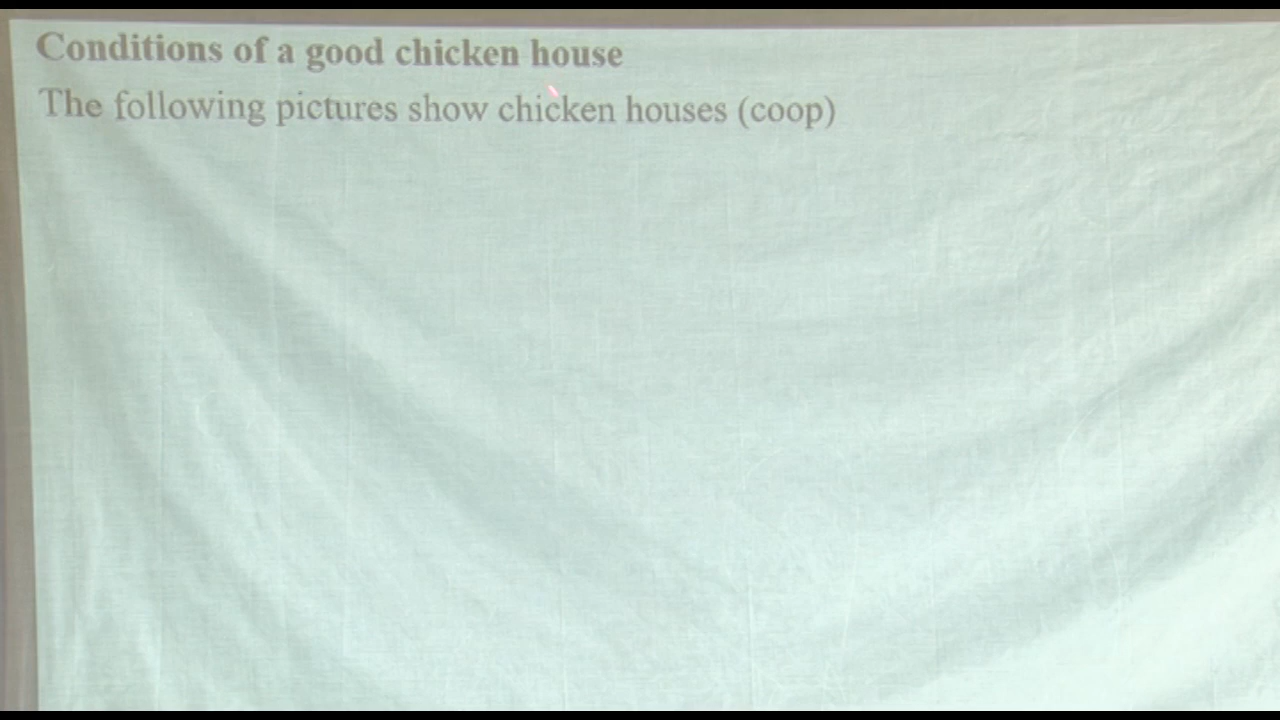 Conditions of a good chicken house
The following pictures show chicken houses (coop)